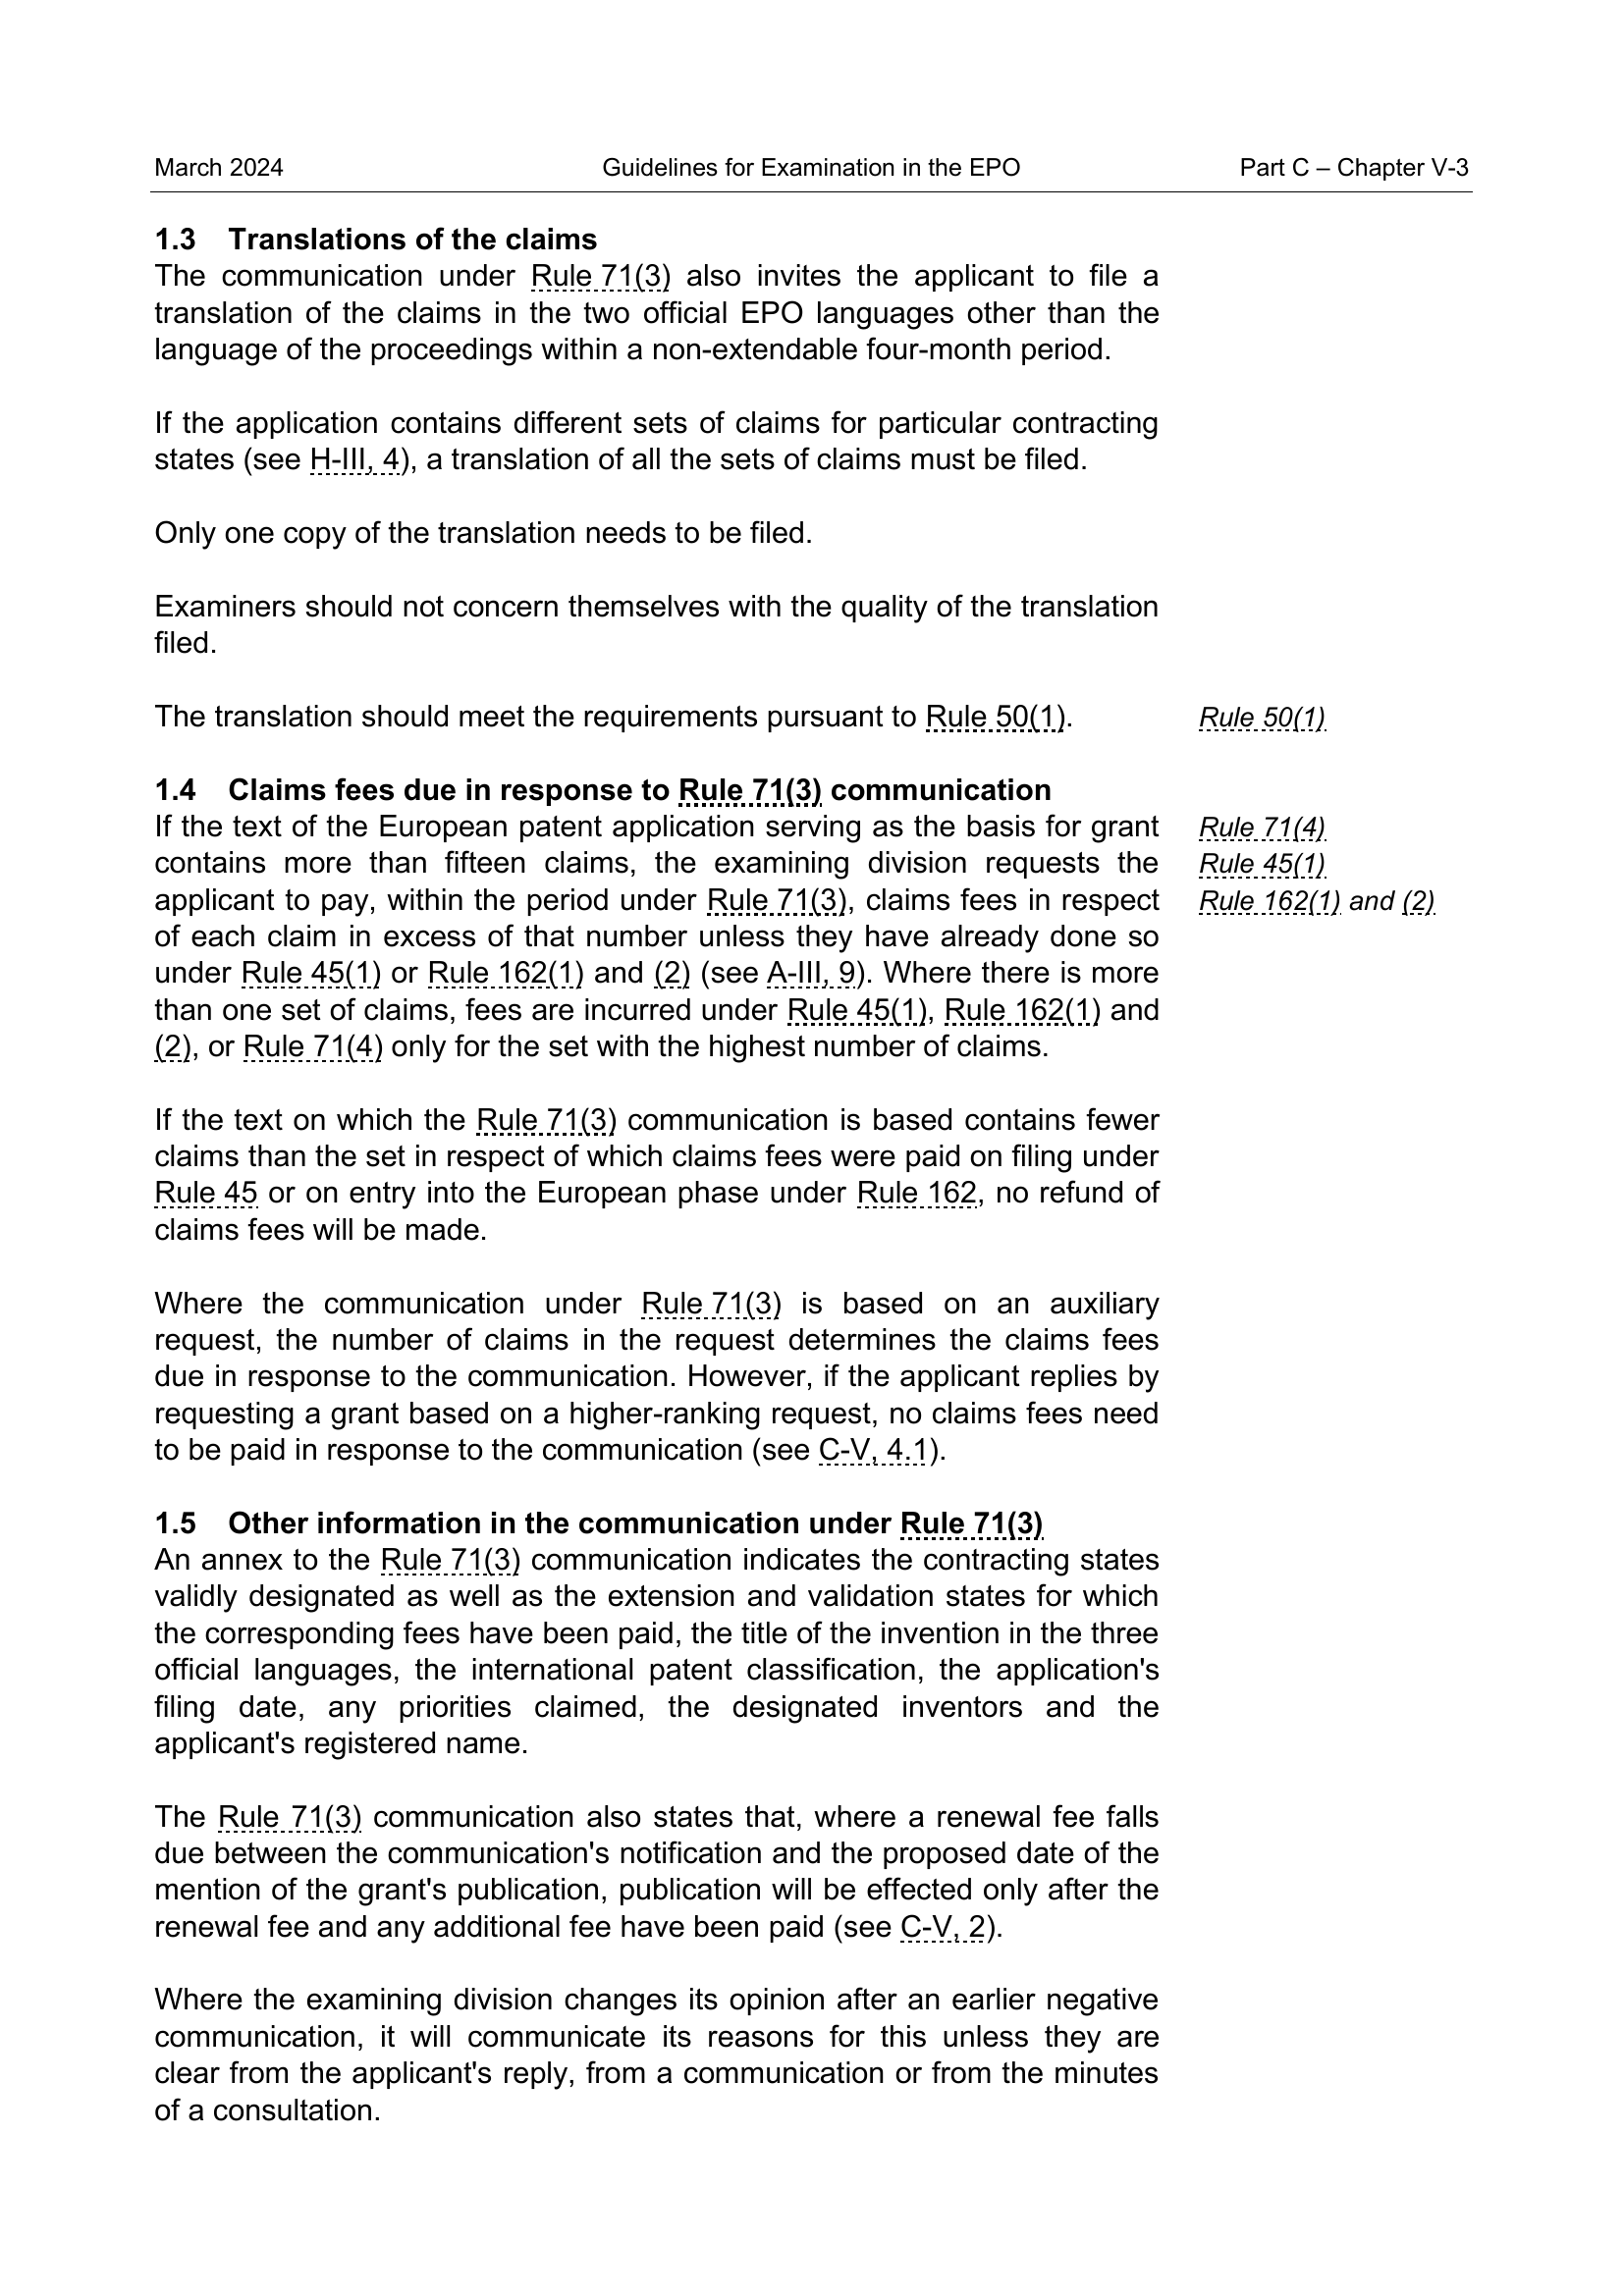 March 2024 Guidelines for Examination in the EPO Part C – Chapter V-3
1.3 Translations of the claims
The communication under Rule 71(3) also invites the applicant to file a
translation of the claims in the two official EPO languages other than the
language of the proceedings within a non-extendable four-month period.
If the application contains different sets of claims for particular contracting
states (see H-III, 4), a translation of all the sets of claims must be filed.
Only one copy of the translation needs to be filed.
Examiners should not concern themselves with the quality of the translation
filed.
The translation should meet the requirements pursuant to Rule 50(1). Rule 50(1)
1.4 Claims fees due in response to Rule 71(3) communication
If the text of the European patent application serving as the basis for grant Rule 71(4)
contains more than fifteen claims, the examining division requests the Rule 45(1)
applicant to pay, within the period under Rule 71(3), claims fees in respect Rule 162(1) and (2)
of each claim in excess of that number unless they have already done so
under Rule 45(1) or Rule 162(1) and (2) (see A-III, 9). Where there is more
than one set of claims, fees are incurred under Rule 45(1), Rule 162(1) and
(2), or Rule 71(4) only for the set with the highest number of claims.
If the text on which the Rule 71(3) communication is based contains fewer
claims than the set in respect of which claims fees were paid on filing under
Rule 45 or on entry into the European phase under Rule 162, no refund of
claims fees will be made.
Where the communication under Rule 71(3) is based on an auxiliary
request, the number of claims in the request determines the claims fees
due in response to the communication. However, if the applicant replies by
requesting a grant based on a higher-ranking request, no claims fees need
to be paid in response to the communication (see C-V, 4.1).
1.5 Other information in the communication under Rule 71(3)
An annex to the Rule 71(3) communication indicates the contracting states
validly designated as well as the extension and validation states for which
the corresponding fees have been paid, the title of the invention in the three
official languages, the international patent classification, the application's
filing date, any priorities claimed, the designated inventors and the
applicant's registered name.
The Rule 71(3) communication also states that, where a renewal fee falls
due between the communication's notification and the proposed date of the
mention of the grant's publication, publication will be effected only after the
renewal fee and any additional fee have been paid (see C-V, 2).
Where the examining division changes its opinion after an earlier negative
communication, it will communicate its reasons for this unless they are
clear from the applicant's reply, from a communication or from the minutes
of a consultation.